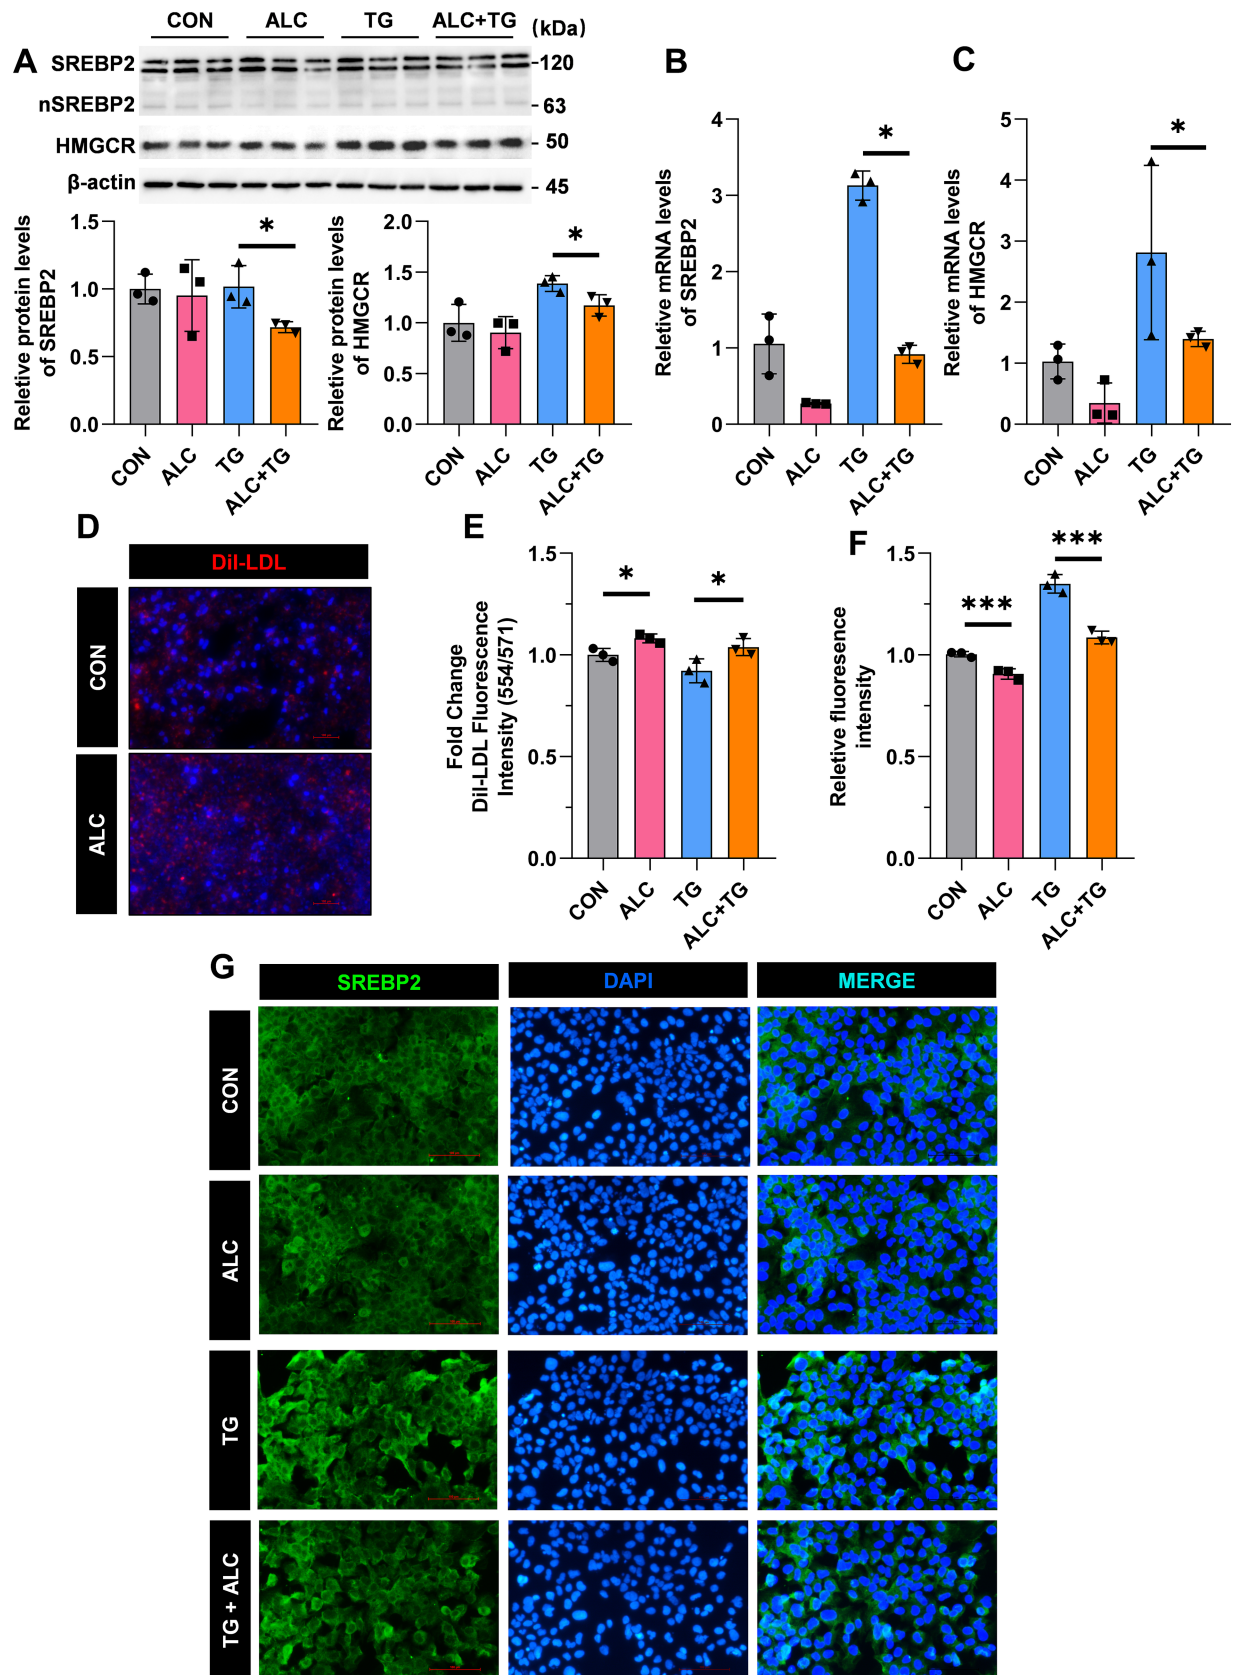 CON ALC TG ALC+TG (kDa)
A
SREBP2
nSREBP2
HMGCR
β-actin
-120
-63
- 50
- 45
Reletive protein levels
of SREBP2
1.5
1.0
0.5
0.0
*
CON ALC TG ALC+TG
Reletive protein levels
of HMGCR
2.0
1.5
1.0
0.5
0.0
*
CON ALC TG ALC+TG
B
Reletive mRNA levels
of SREBP2
4
3
2
1
0
*
CON ALC TG ALC+TG
C
Reletive mRNA levels
of HMGCR
5
4
3
2
1
0
*
CON ALC TG ALC+TG
D
Dil-LDL
CON
ALC
E
Fold Change
Dil-LDL Fluorescence
Intensity (554/571)
1.5
1.0
0.5
0.0
* *
CON ALC TG ALC+TG
F
Reletive fluoresence
intensity
1.5
1.0
0.5
0.0
*** ***
CON ALC TG ALC+TG
G
SREBP2 DAPI MERGE
CON
ALC
TG
TG + ALC